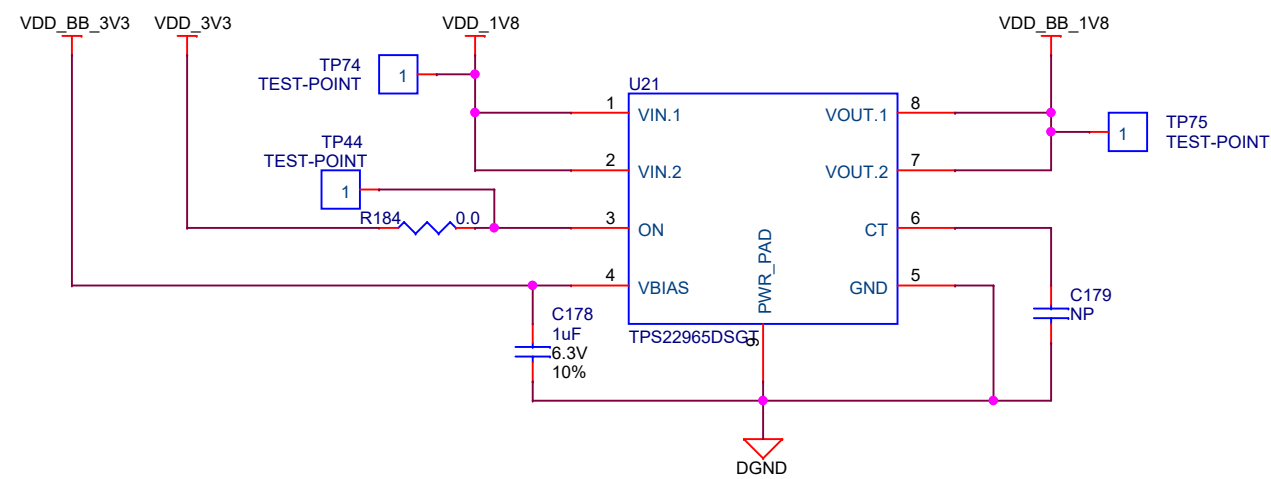 VDD_BB_3V3 VDD_3V3 VDD_1V8 VDD_BB_1V8
TP74
TEST-POINT
1
U21
1 VIN.1 VOUT.1 8
TP75
TEST-POINT
1
TP44
TEST-POINT
1
2 VIN.2 VOUT.2 7
R184 0.0
3 ON CT 6
PWR_PAD
4 VBIAS GND 5
C178
1uF
6.3V
10%
C179
NP
TPS22965DSGT
9
DGND